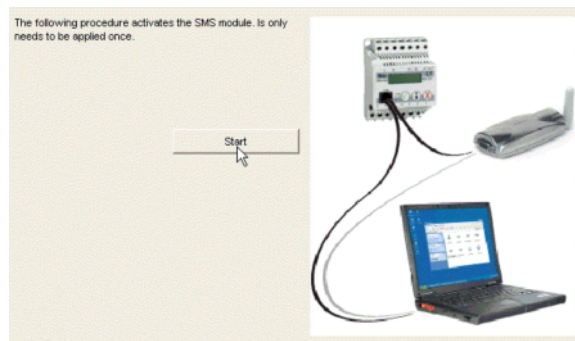 The following procedure activates the SMS module. Is only
needs to be applied once.
Start